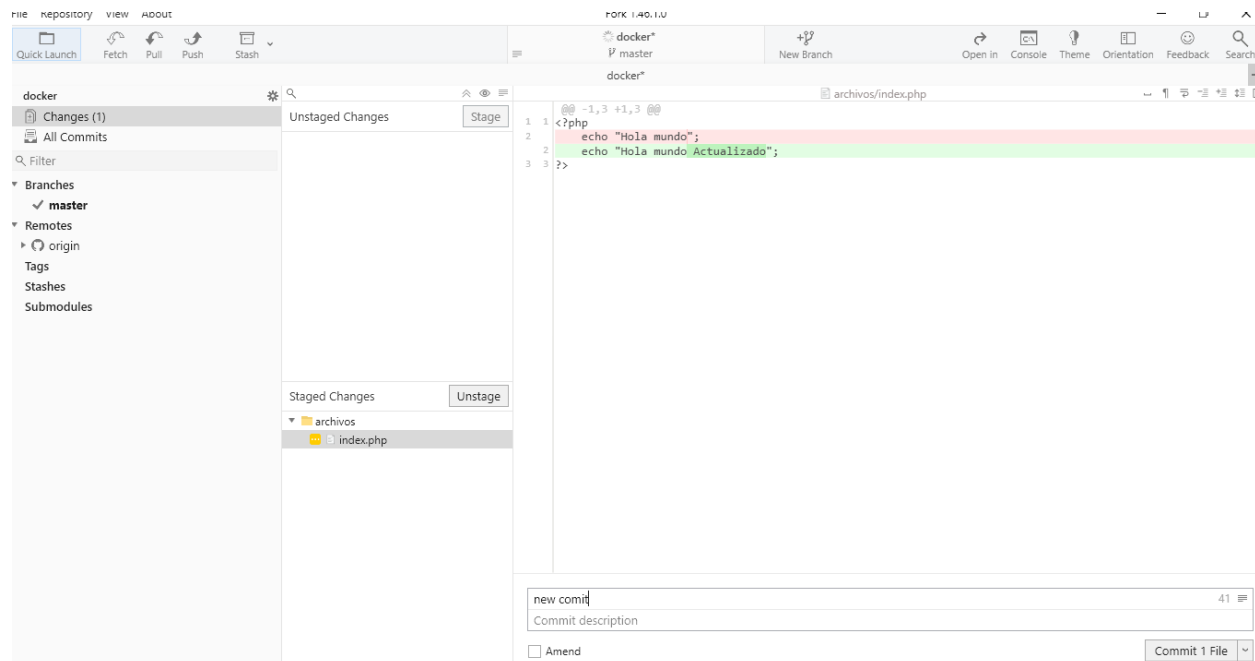 File Repository View About
Fork 1.46.1.0
Quick Launch Fetch Pull Push Stash
docker*
master
New Branch
Open in Console Theme Orientation Feedback Search
docker*
docker
Changes (1)
All Commits
Filter
Branches
master
Remotes
origin
Tags
Stashes
Submodules
Unstaged Changes Stage
Staged Changes Unstage
archivos
index.php
archivos/index.php
@@ -1,3 +1,3 @@
1 1 <?php
2 echo "Hola mundo";
2 echo "Hola mundo Actualizado";
3 3 ?>
new comit 41
Commit description
Amend Commit 1 File